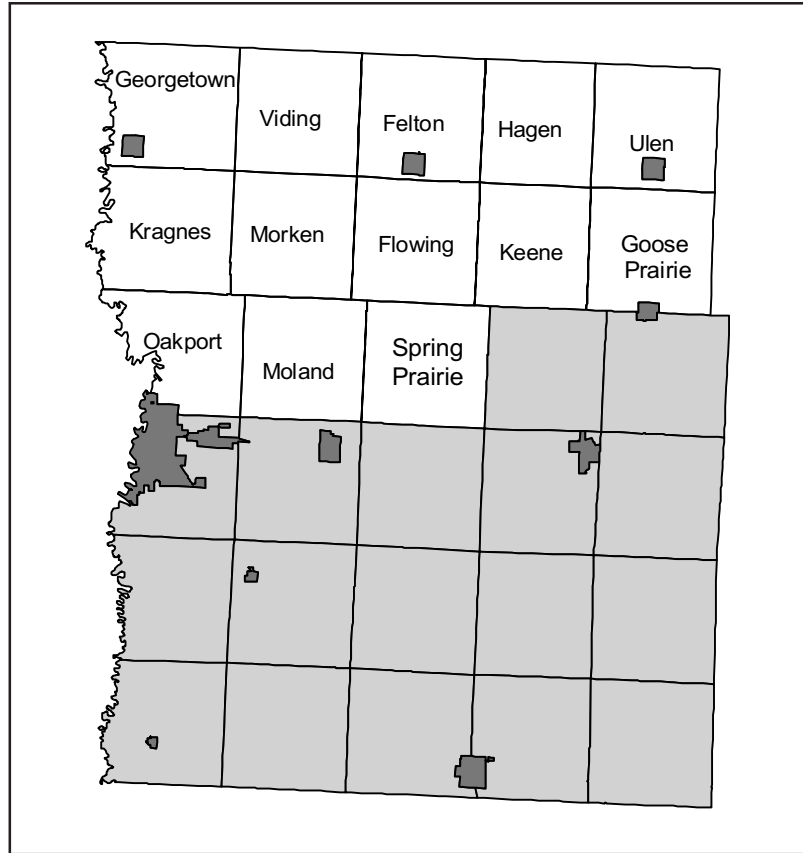 Georgetown
Viding
Felton
Hagen
Ulen
Kragnes
Morken
Flowing
Keene
Goose
Prairie
Oakport
Moland
Spring
Prairie